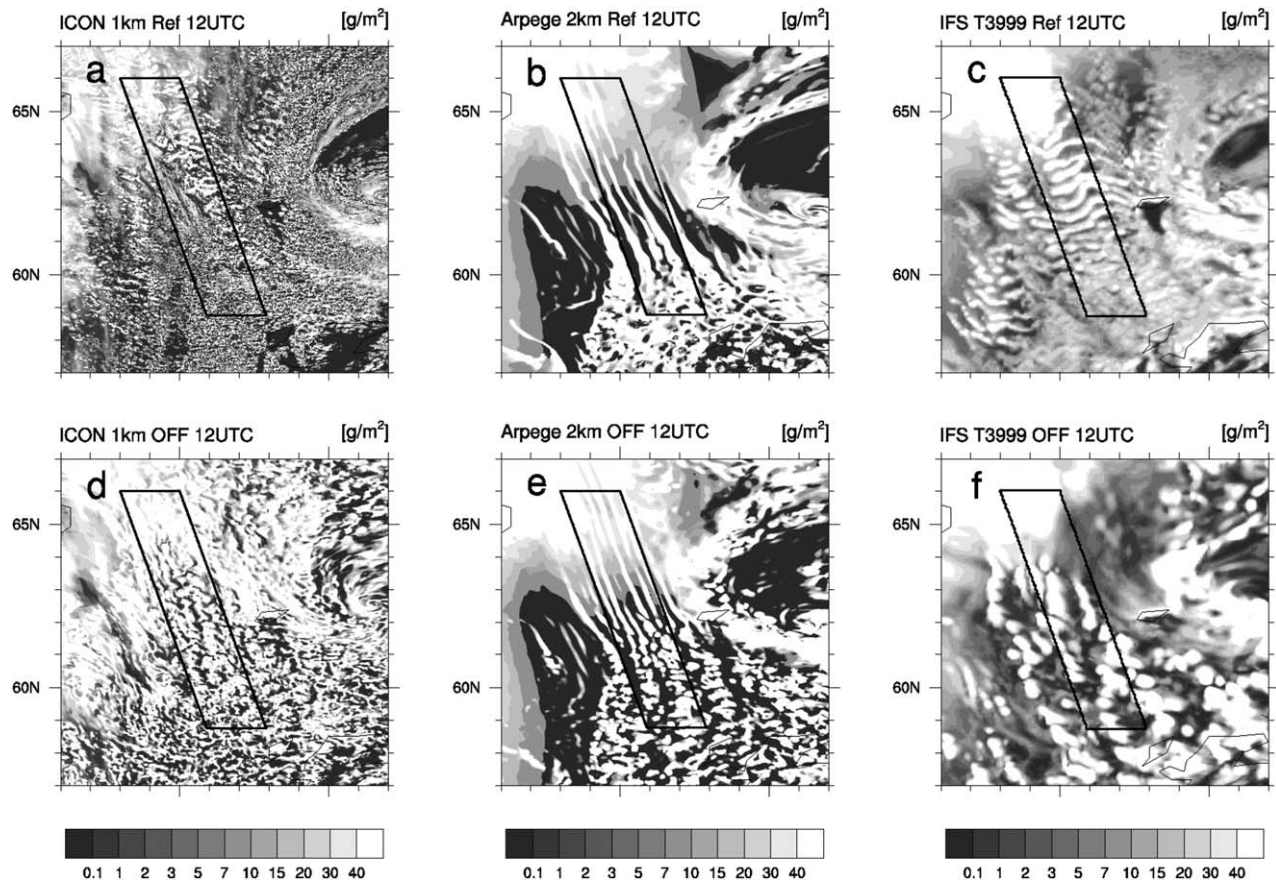 ICON 1km Ref 12UTC [g/m²] Arpege 2km Ref 12UTC [g/m²] IFS T3999 Ref 12UTC [g/m²]
a b c
65N 65N 65N
60N 60N 60N
ICON 1km OFF 12UTC [g/m²] Arpege 2km OFF 12UTC [g/m²] IFS T3999 OFF 12UTC [g/m²]
d e f
65N 65N 65N
60N 60N 60N
0.1 1 2 3 5 7 10 15 20 30 40 0.1 1 2 3 5 7 10 15 20 30 40 0.1 1 2 3 5 7 10 15 20 30 40